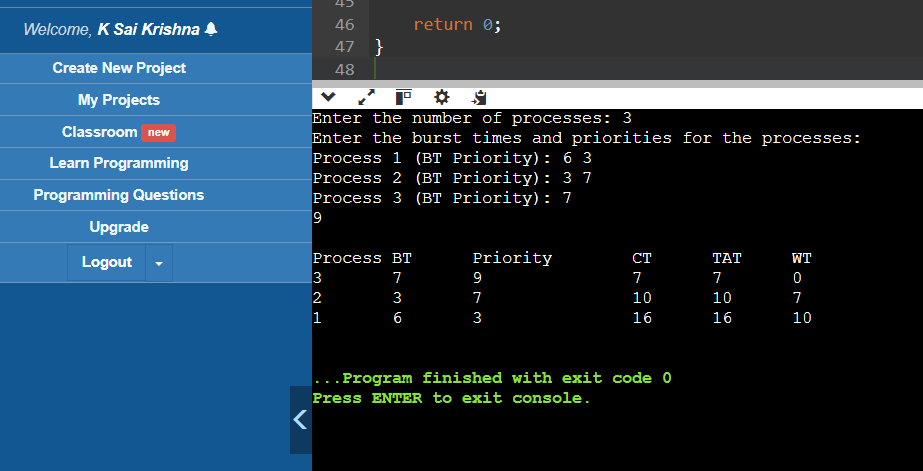 Welcome, K Sai Krishna
Create New Project
My Projects
Classroom new
Learn Programming
Programming Questions
Upgrade
Logout
45
46 return 0;
47 }
48
Enter the number of processes: 3
Enter the burst times and priorities for the processes:
Process 1 (BT Priority): 6 3
Process 2 (BT Priority): 3 7
Process 3 (BT Priority): 7
9
Process BT Priority CT TAT WT
3 7 9 7 7 0
2 3 7 10 10 7
1 6 3 16 16 10
...Program finished with exit code 0
Press ENTER to exit console.